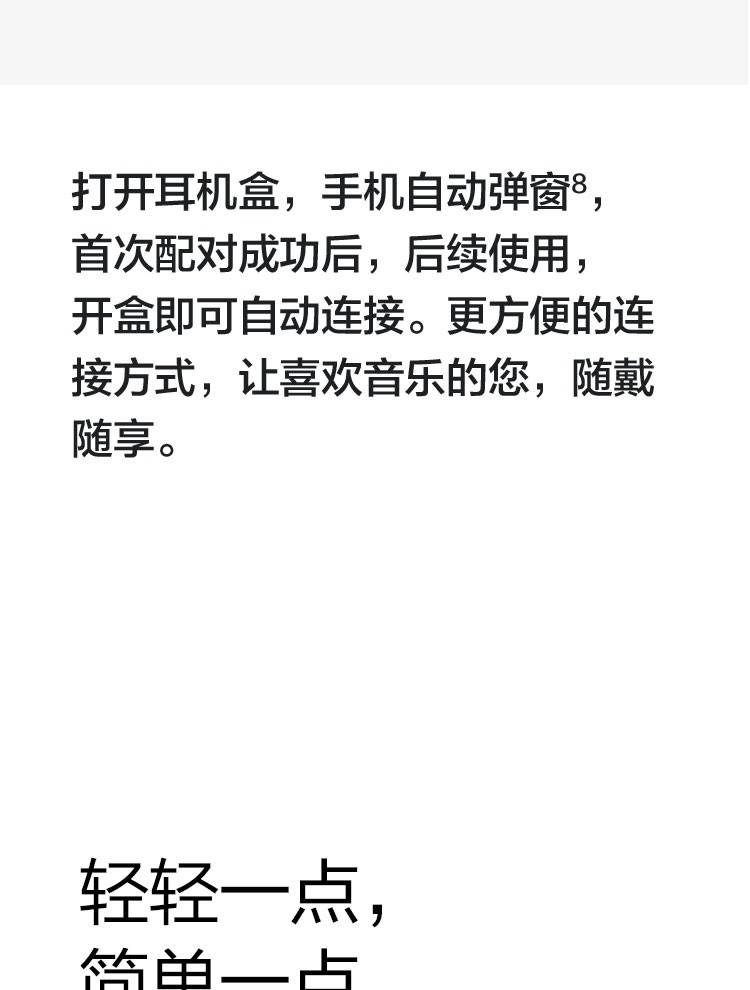 打开耳机盒，手机自动弹窗⁸，
首次配对成功后，后续使用，
开盒即可自动连接。更方便的连
接方式，让喜欢音乐的您，随戴
随享。
轻轻一点，
简单一点